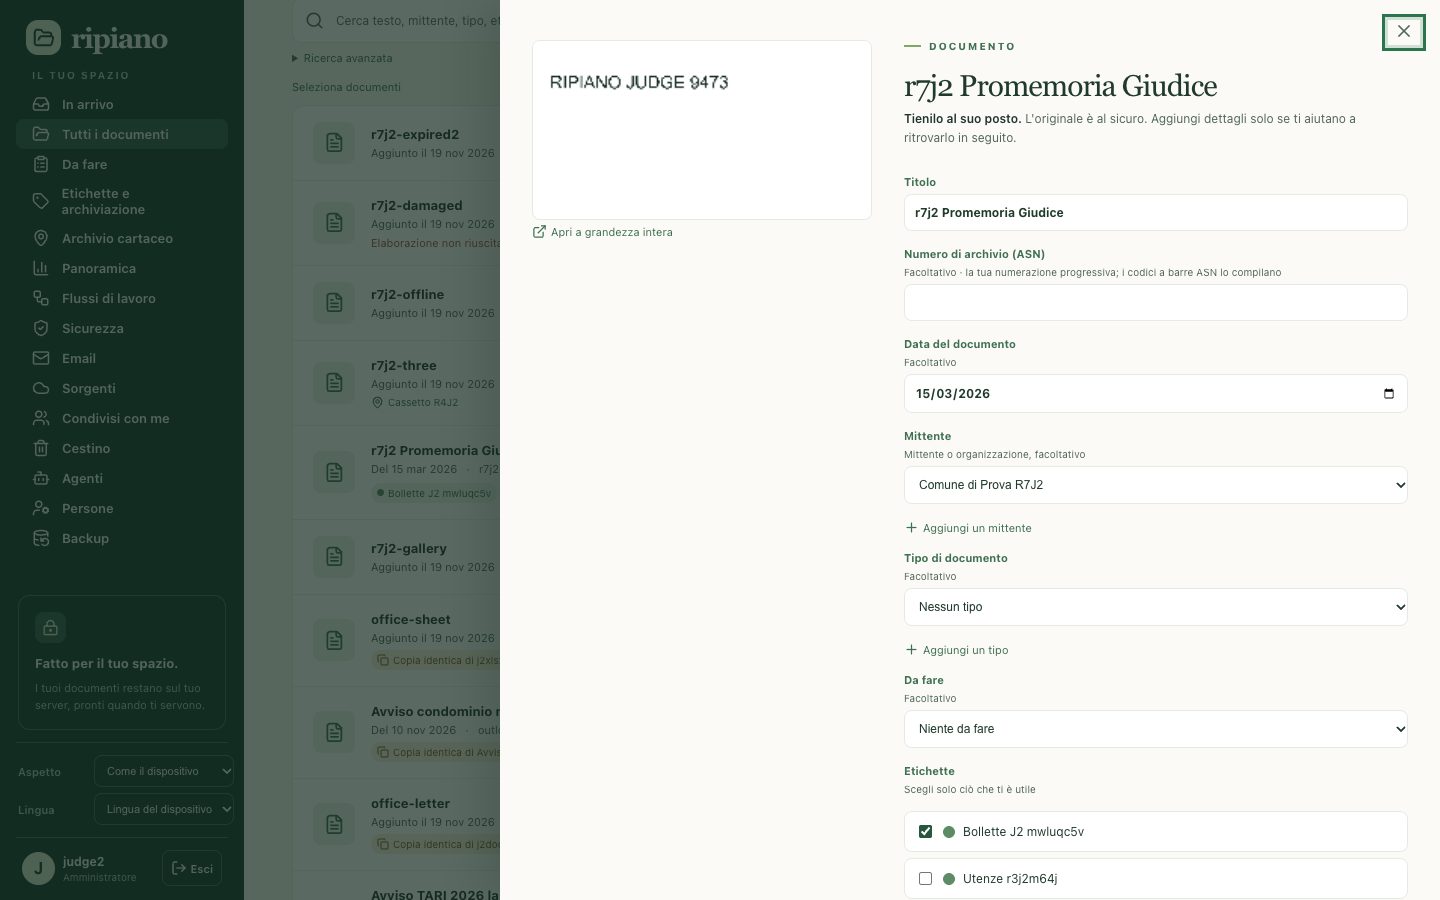 ripiano
IL TUO SPAZIO
In arrivo
Tutti i documenti
Da fare
Etichette e
archiviazione
Archivio cartaceo
Panoramica
Flussi di lavoro
Sicurezza
Email
Sorgenti
Condivisi con me
Cestino
Agenti
Persone
Backup
Fatto per il tuo spazio.
I tuoi documenti restano sul tuo
server, pronti quando ti servono.
Aspetto
Come il dispositivo
Lingua
Lingua del dispositivo
J
judge2
Amministratore
Esci
Cerca testo, mittente, tipo, et
Ricerca avanzata
Seleziona documenti
r7j2-expired2
Aggiunto il 19 nov 2026
r7j2-damaged
Aggiunto il 19 nov 2026
Elaborazione non riuscita
r7j2-offline
Aggiunto il 19 nov 2026
r7j2-three
Aggiunto il 19 nov 2026
Cassetto R4J2
r7j2 Promemoria Giu
Del 15 mar 2026 · r7j2
Bollette J2 mwluqc5v
r7j2-gallery
Aggiunto il 19 nov 2026
office-sheet
Aggiunto il 19 nov 2026
Copia identica di j2xls
Avviso condominio r
Del 10 nov 2026 · outl
Copia identica di Avvis
office-letter
Aggiunto il 19 nov 2026
Copia identica di j2do
Avviso TARI 2026 la
RIPIANO JUDGE 9473
Apri a grandezza intera
DOCUMENTO
r7j2 Promemoria Giudice
Tienilo al suo posto. L'originale è al sicuro. Aggiungi dettagli solo se ti aiutano a
ritrovarlo in seguito.
Titolo
r7j2 Promemoria Giudice
Numero di archivio (ASN)
Facoltativo · la tua numerazione progressiva; i codici a barre ASN lo compilano
Data del documento
Facoltativo
15/03/2026
Mittente
Mittente o organizzazione, facoltativo
Comune di Prova R7J2
Aggiungi un mittente
Tipo di documento
Facoltativo
Nessun tipo
Aggiungi un tipo
Da fare
Facoltativo
Niente da fare
Etichette
Scegli solo ciò che ti è utile
Bollette J2 mwluqc5v
Utenze r3j2m64j